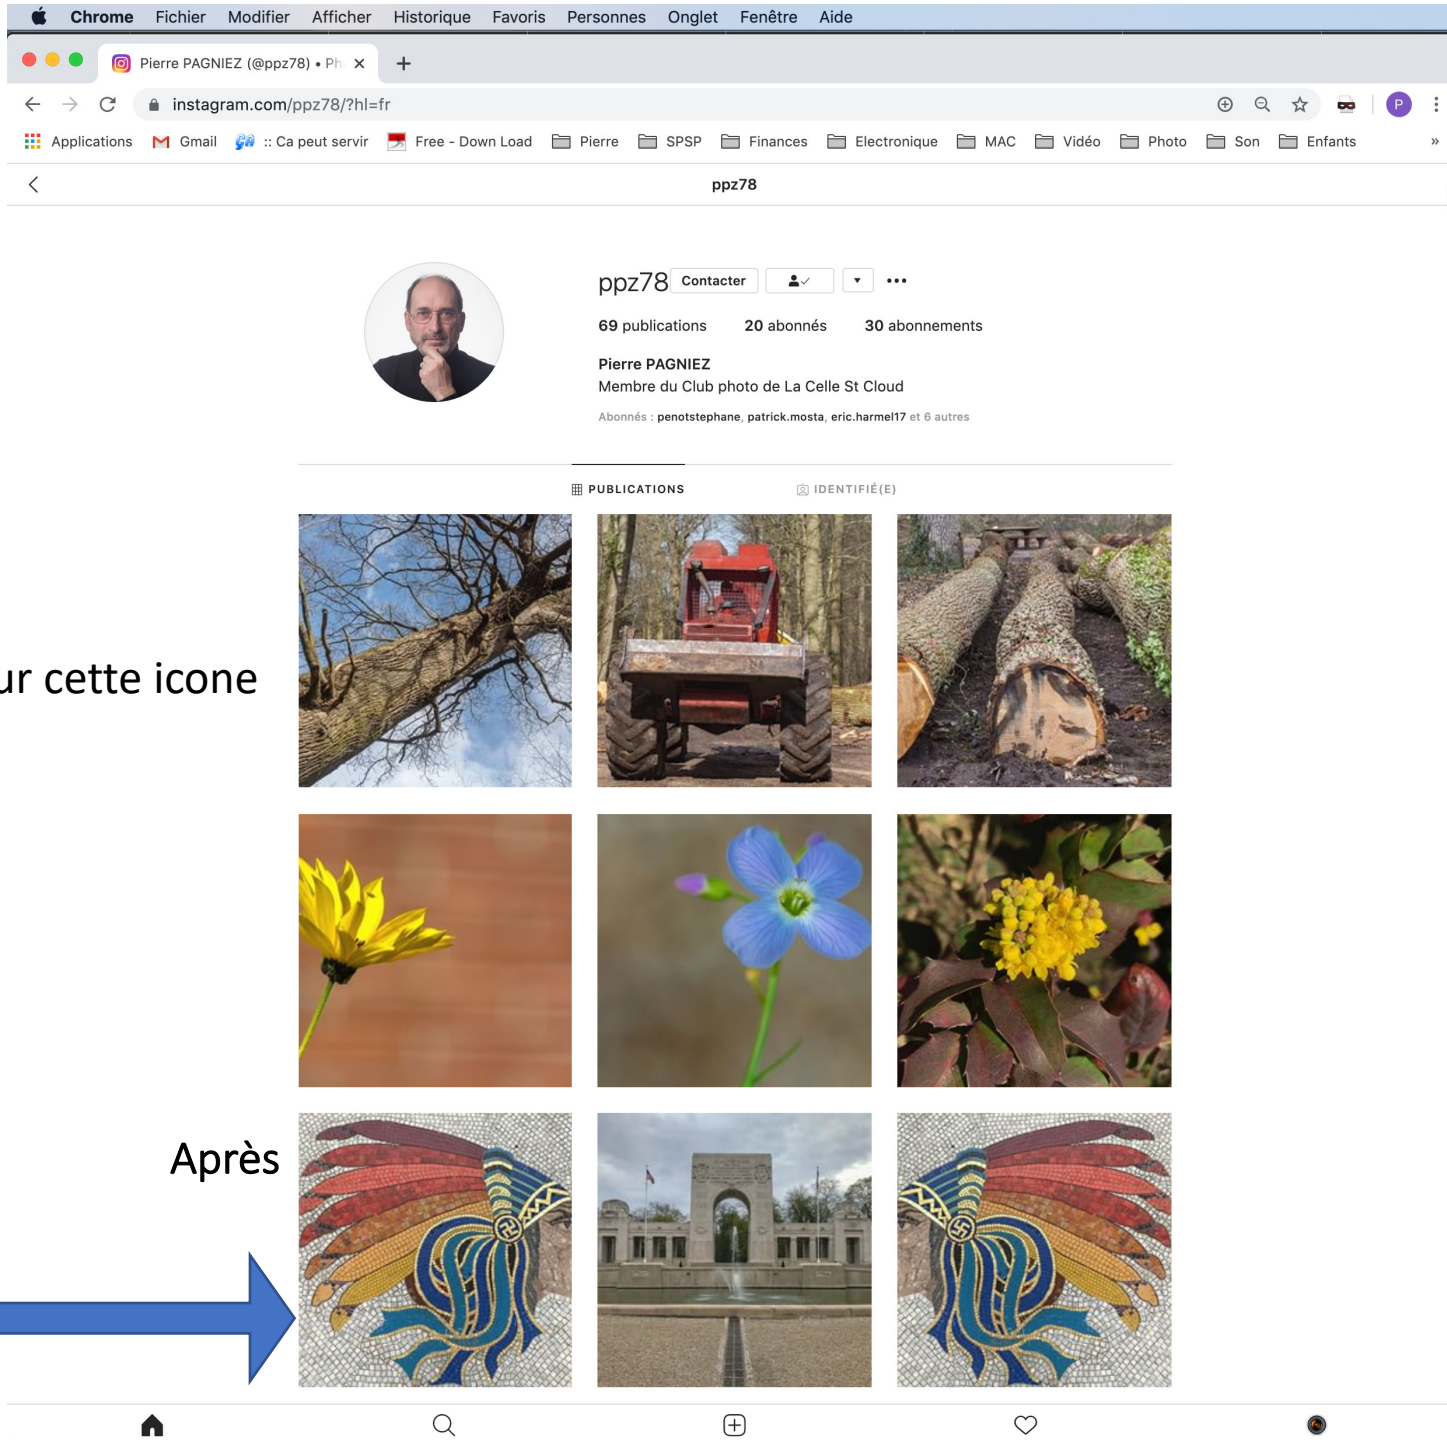 Chrome Fichier Modifier Afficher Historique Favoris Personnes Onglet Fenêtre Aide
Pierre PAGNIEZ (@ppz78) • Ph
instagram.com/ppz78/?hl=fr
P
Applications Gmail :: Ca peut servir Free - Down Load Pierre SPSP Finances Electronique MAC Vidéo Photo Son Enfants »
ppz78
ppz78 Contacter
69 publications 20 abonnés 30 abonnements
Pierre PAGNIEZ
Membre du Club photo de La Celle St Cloud
Abonnés : penotstephane, patrick.mosta, eric.harmel17 et 6 autres
PUBLICATIONS IDENTIFIÉ(E)
ur cette icone
Après